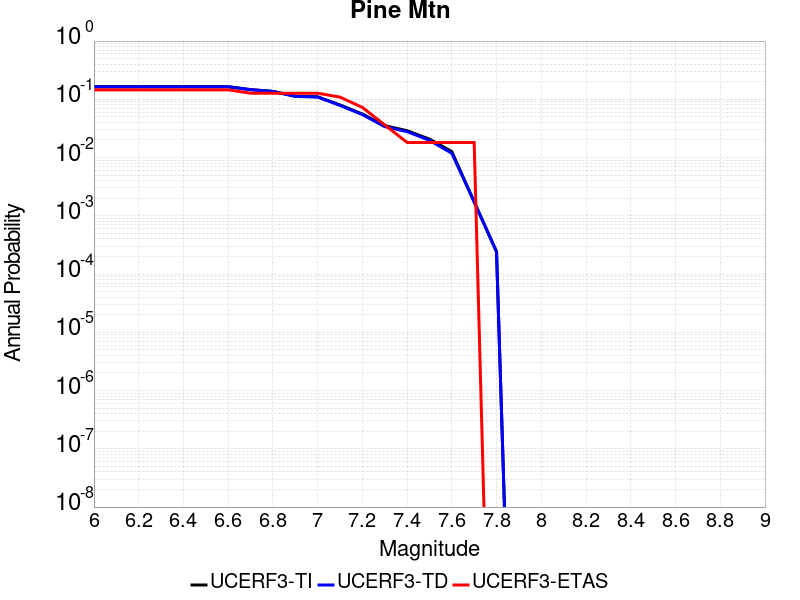 Pine Mtn
10^0
10^-1
10^-2
10^-3
10^-4
10^-5
10^-6
10^-7
10^-8
Annual Probability
6 6.2 6.4 6.6 6.8 7 7.2 7.4 7.6 7.8 8 8.2 8.4 8.6 8.8 9
Magnitude
UCERF3-TI UCERF3-TD UCERF3-ETAS